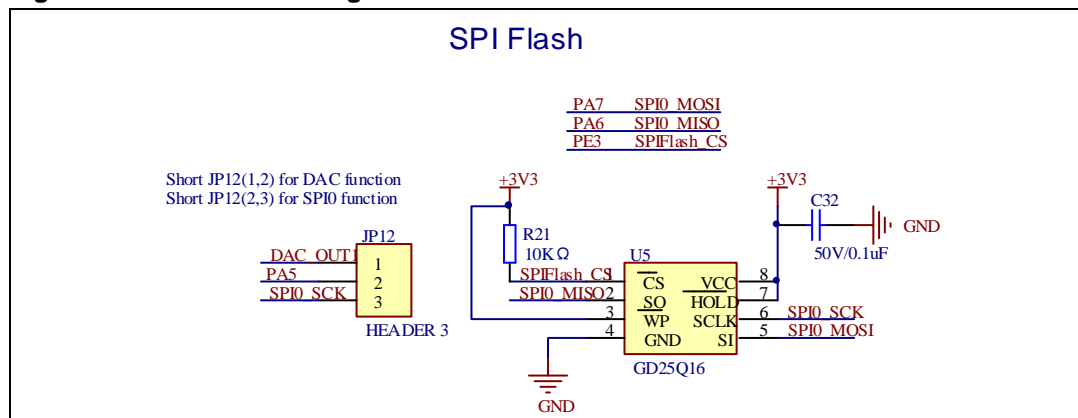 SPI Flash
PA7 SPI0_MOSI
PA6 SPI0_MISO
PE3 SPIFlash_CS
Short JP12(1,2) for DAC function
Short JP12(2,3) for SPI0 function
+3V3
+3V3
C32
GND
50V/0.1uF
R21
10KΩ
JP12
DAC_OUT1 1
PA5 2
SPI0_SCK 3
HEADER 3
U5
SPIFlash_CS 1 CS VCC 8
SPI0_MISO 2 SO HOLD 7
3 WP SCLK 6 SPI0_SCK
4 GND SI 5 SPI0_MOSI
GD25Q16
GND